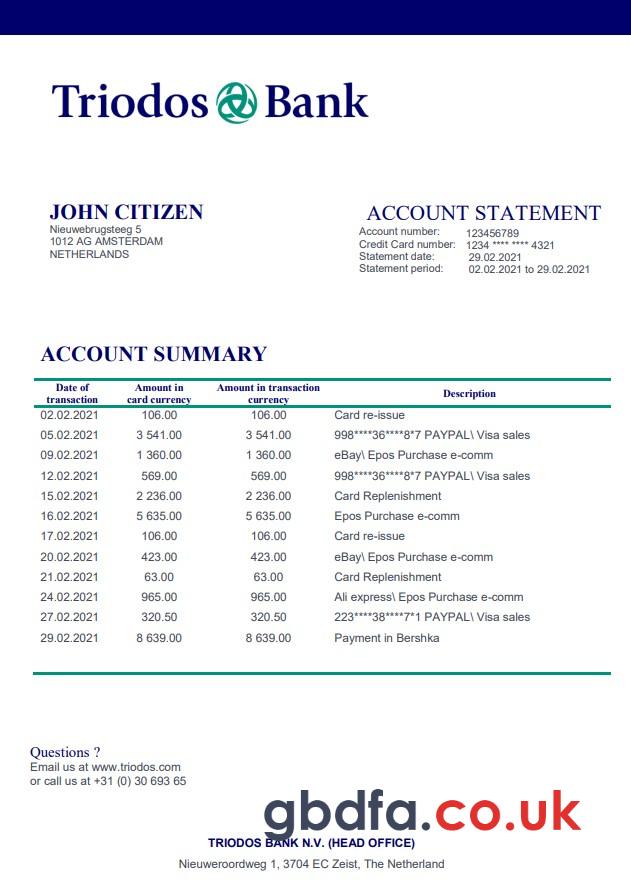 Triodos Bank
JOHN CITIZEN
Nieuwebrugsteeg 5
1012 AG AMSTERDAM
NETHERLANDS
ACCOUNT STATEMENT
Account number: 123456789
Credit Card number: 1234 **** **** 4321
Statement date: 29.02.2021
Statement period: 02.02.2021 to 29.02.2021
ACCOUNT SUMMARY
Date of transaction Amount in card currency Amount in transaction currency Description
02.02.2021 106.00 106.00 Card re-issue
05.02.2021 3 541.00 3 541.00 998****36****8*7 PAYPAL\ Visa sales
09.02.2021 1 360.00 1 360.00 eBay\ Epos Purchase e-comm
12.02.2021 569.00 569.00 998****36****8*7 PAYPAL\ Visa sales
15.02.2021 2 236.00 2 236.00 Card Replenishment
16.02.2021 5 635.00 5 635.00 Epos Purchase e-comm
17.02.2021 106.00 106.00 Card re-issue
20.02.2021 423.00 423.00 eBay\ Epos Purchase e-comm
21.02.2021 63.00 63.00 Card Replenishment
24.02.2021 965.00 965.00 Ali express\ Epos Purchase e-comm
27.02.2021 320.50 320.50 223****38****7*1 PAYPAL\ Visa sales
29.02.2021 8 639.00 8 639.00 Payment in Bershka
Questions ?
Email us at www.triodos.com
or call us at +31 (0) 30 693 65
gbdfa.co.uk
TRIODOS BANK N.V. (HEAD OFFICE)
Nieuweroordweg 1, 3704 EC Zeist, The Netherland